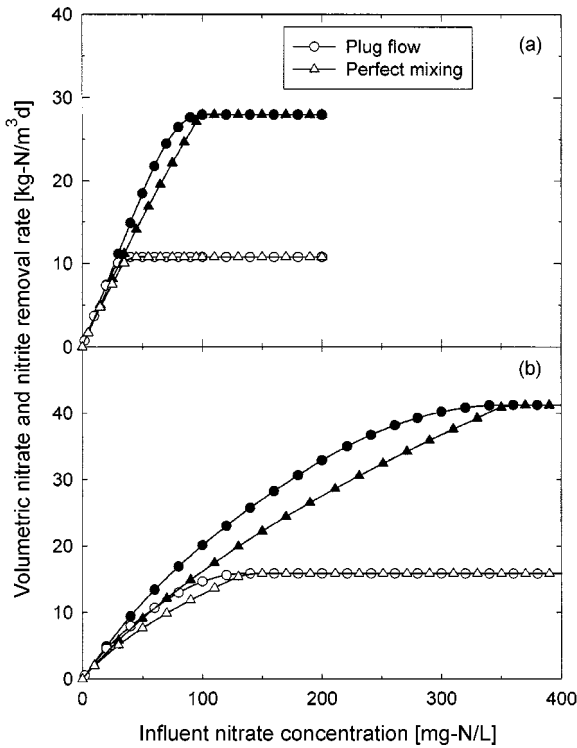 Volumetric nitrate and nitrite removal rate [kg-N/m³d]
40
30
20
10
0
(a)
Plug flow
Perfect mixing
(b)
40
30
20
10
0
0 100 200 300 400
Influent nitrate concentration [mg-N/L]